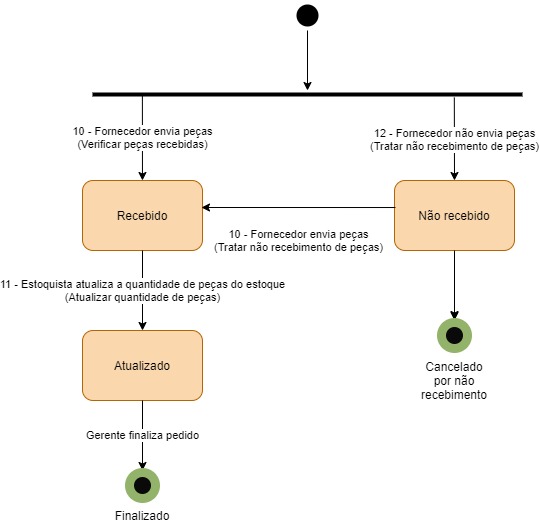 10 - Fornecedor envia peças
(Verificar peças recebidas)
12 - Fornecedor não envia peças
(Tratar não recebimento de peças)
Recebido
Não recebido
10 - Fornecedor envia peças
(Tratar não recebimento de peças)
11 - Estoquista atualiza a quantidade de peças do estoque
(Atualizar quantidade de peças)
Atualizado
Cancelado
por não
recebimento
Gerente finaliza pedido
Finalizado